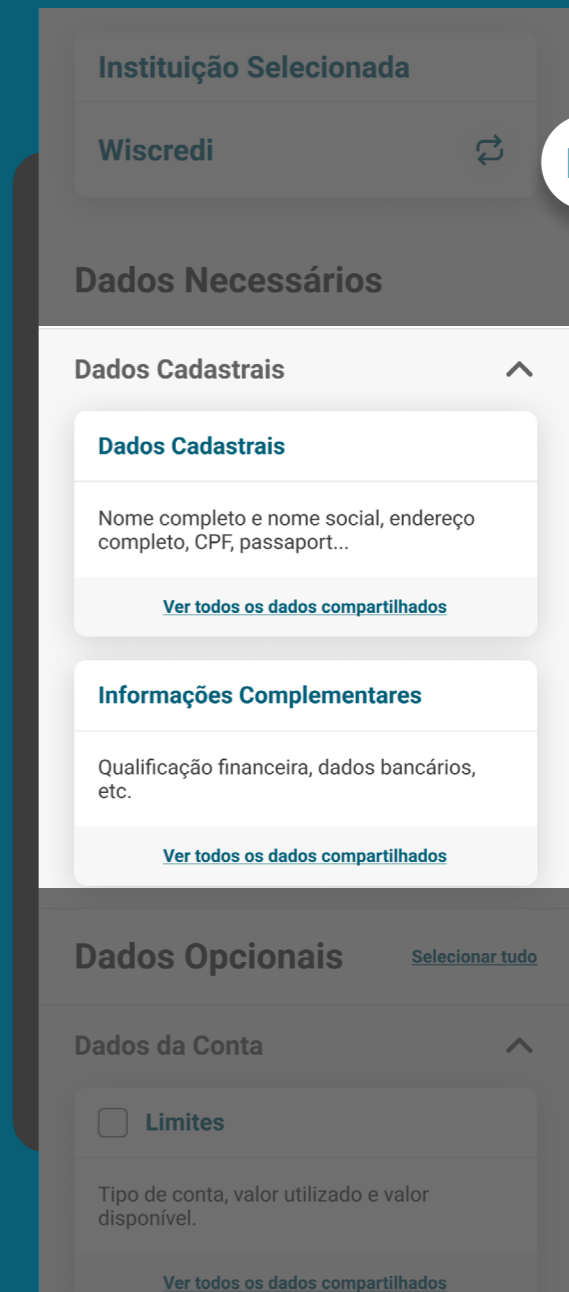 Instituição Selecionada
Wiscredi
Dados Necessários
Dados Cadastrais
Dados Cadastrais
Nome completo e nome social, endereço
completo, CPF, passaport...
Ver todos os dados compartilhados
Informações Complementares
Qualificação financeira, dados bancários,
etc.
Ver todos os dados compartilhados
Dados Opcionais
Selecionar tudo
Dados da Conta
Limites
Tipo de conta, valor utilizado e valor
disponível.
Ver todos os dados compartilhados